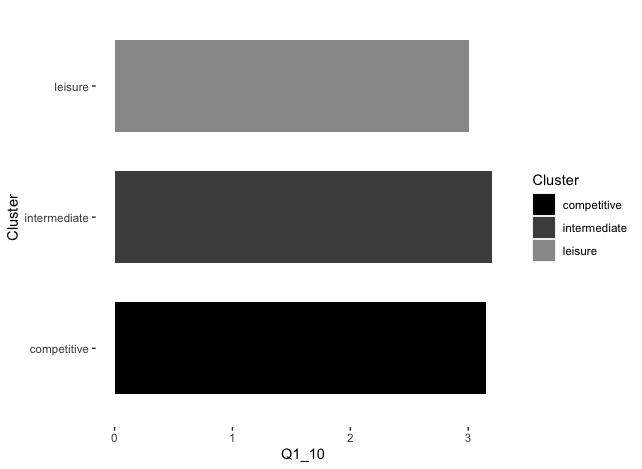 leisure
intermediate
competitive
Cluster
0 1 2 3
Q1_10
Cluster
competitive
intermediate
leisure